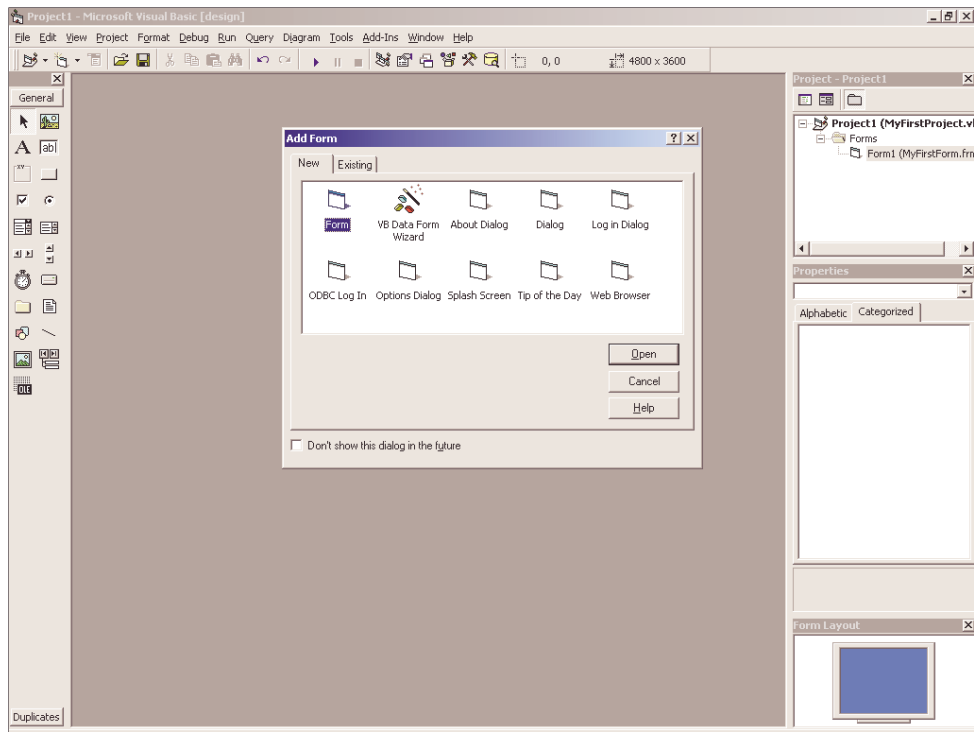 Project1 - Microsoft Visual Basic [design]
File Edit View Project Format Debug Run Query Diagram Tools Add-Ins Window Help
0, 0 4800 x 3600
General
A ab|
XY
OLE
Duplicates
Add Form
New Existing
Form VB Data Form Wizard About Dialog Dialog Log in Dialog
ODBC Log In Options Dialog Splash Screen Tip of the Day Web Browser
Open
Cancel
Help
Don't show this dialog in the future
Project - Project1
Project1 (MyFirstProject.vl
Forms
Form1 (MyFirstForm.frm
Properties
Alphabetic Categorized
Form Layout